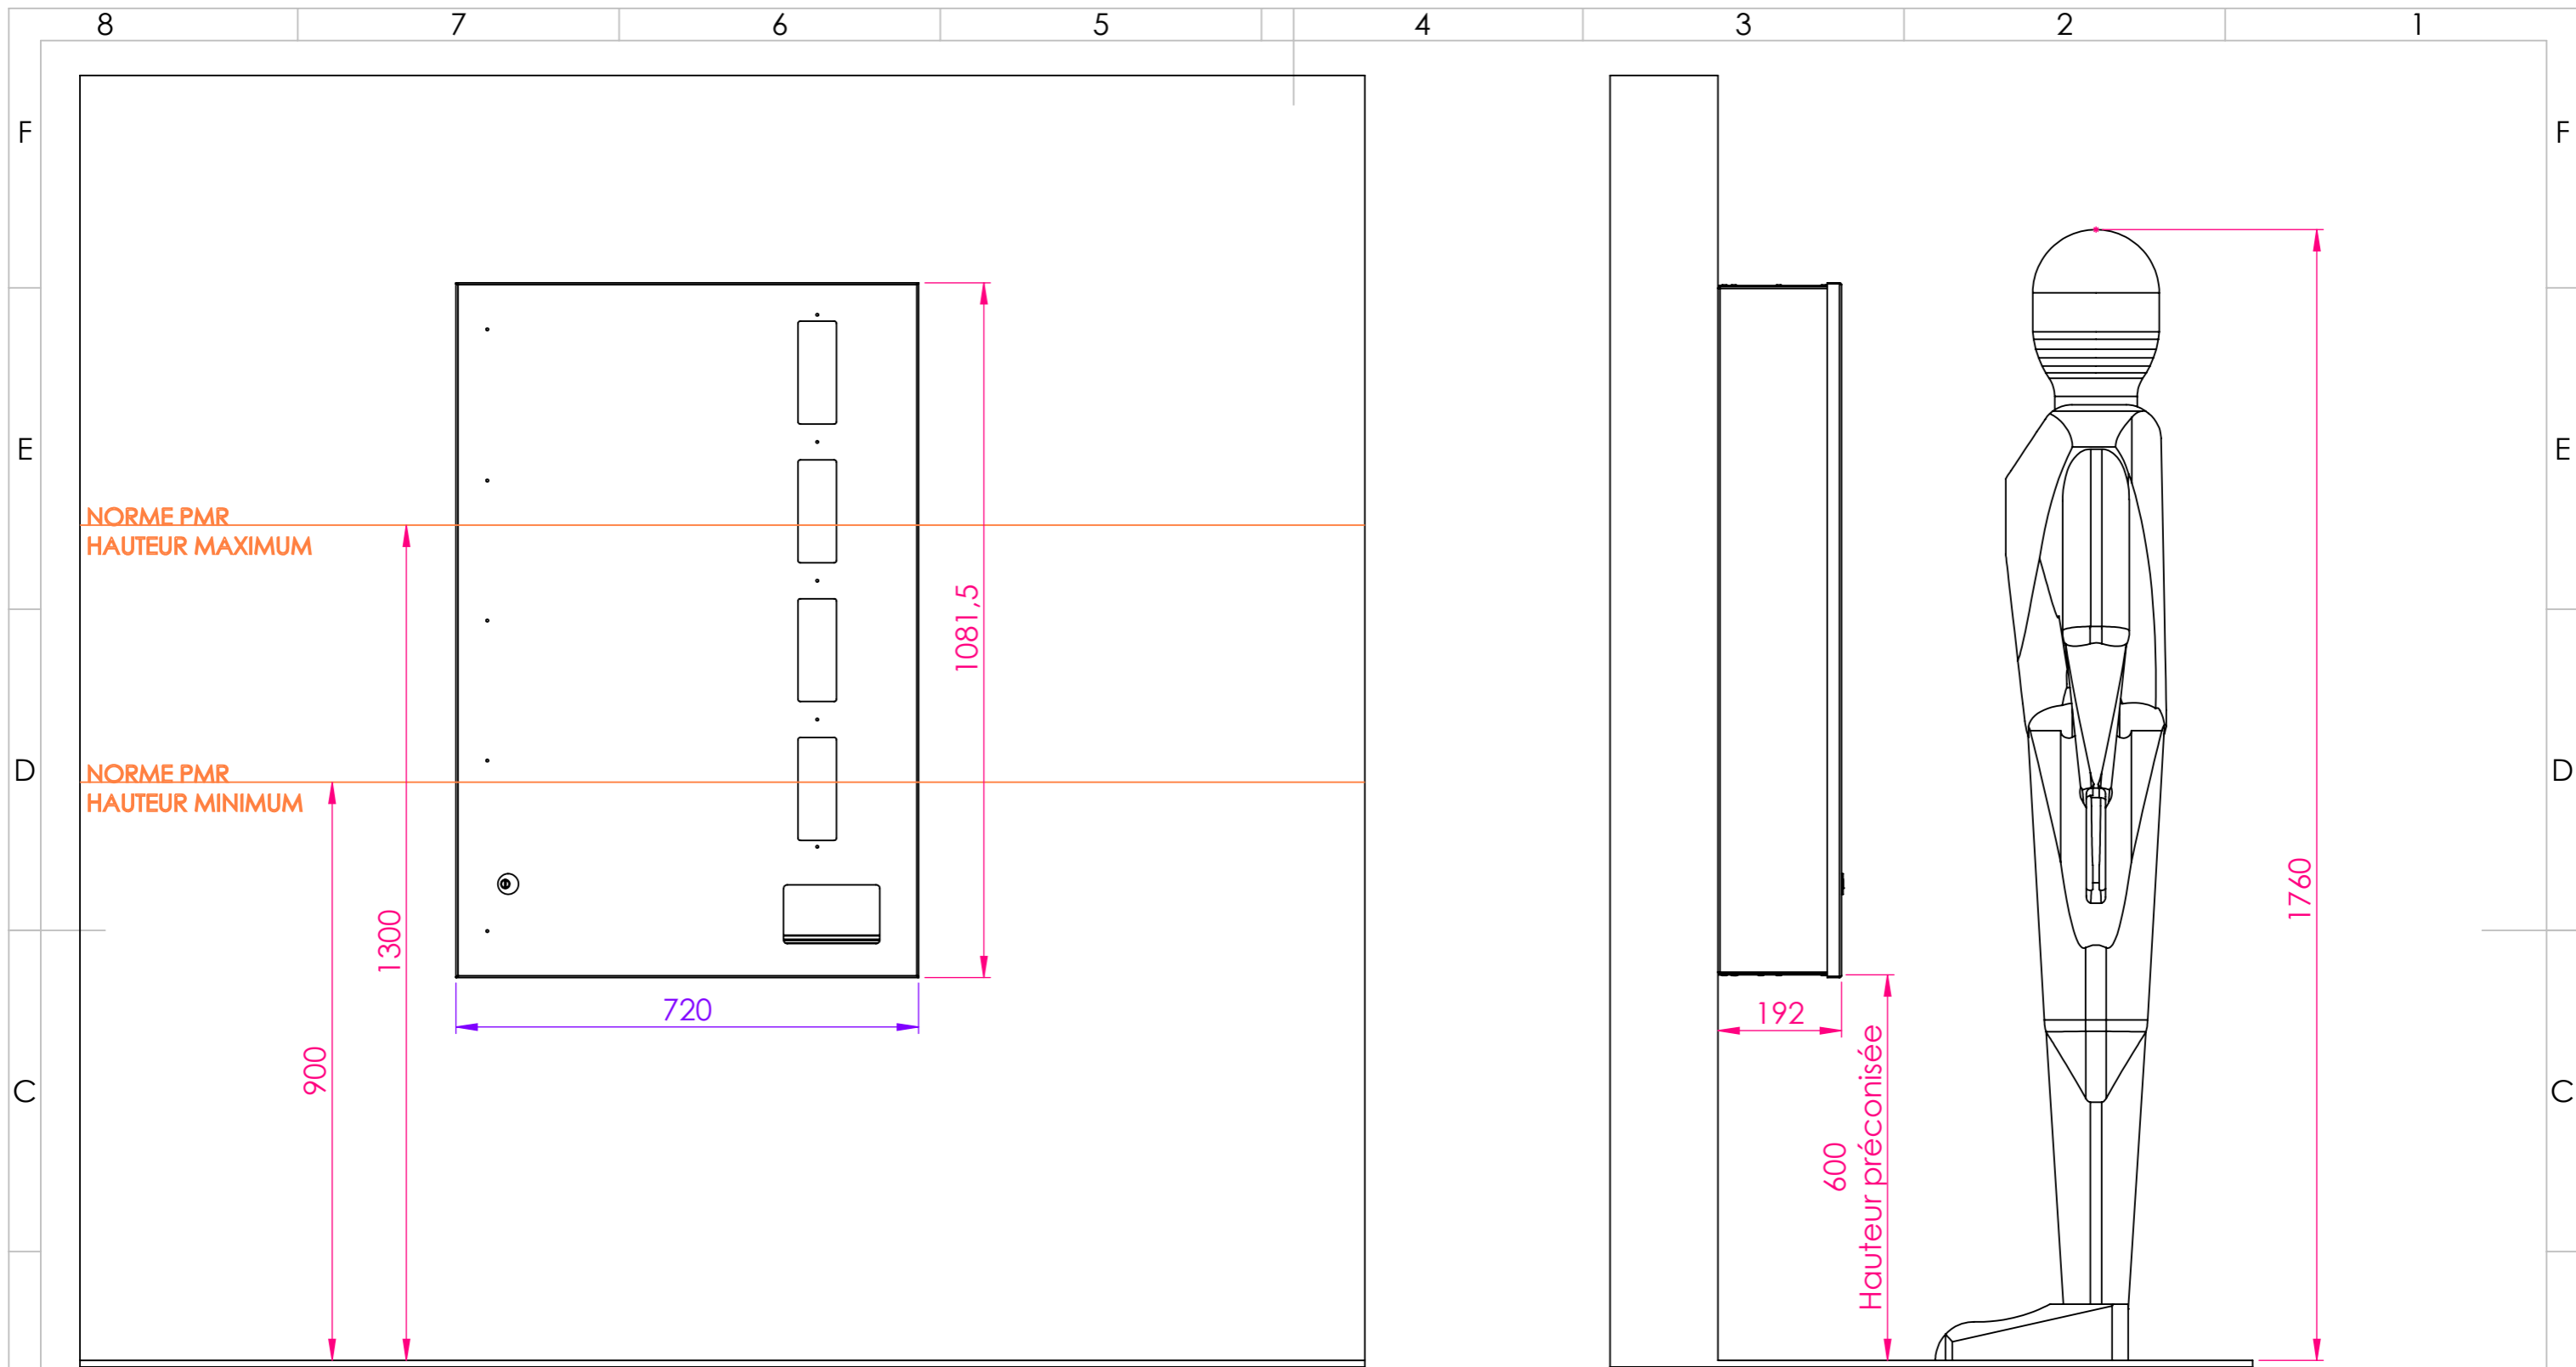 8 7 6 5 4 3 2 1
F F
E E
NORME PMR
HAUTEUR MAXIMUM
1081,5
D D
NORME PMR
HAUTEUR MINIMUM
1760
1300
720
192
900
C C
600
Hauteur préconisée